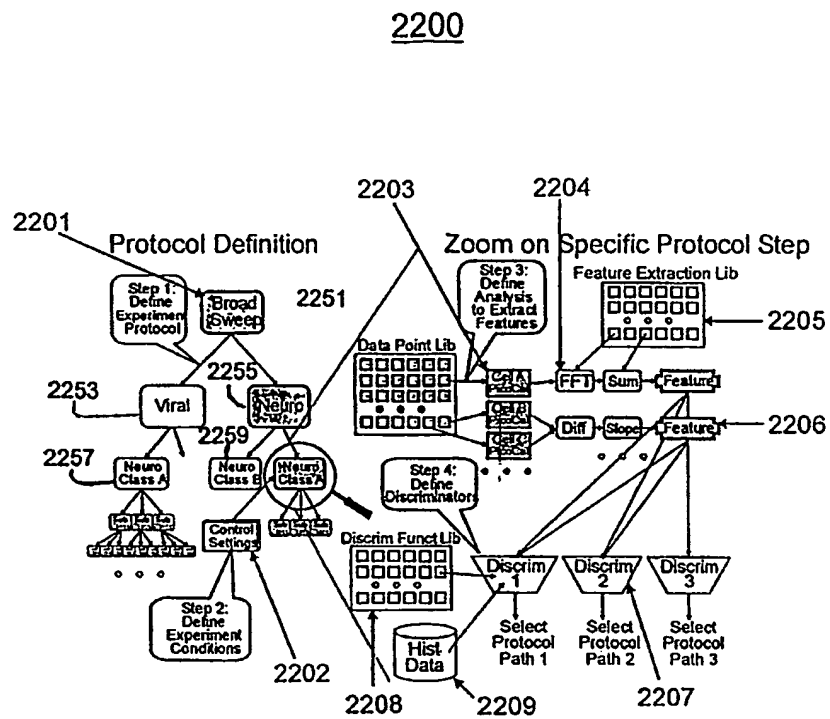 2200
2203
2204
2201
Protocol Definition
Zoom on Specific Protocol Step
Step 1:
Define
Experiment
Protocol
Broad
Sweep
2251
Step 3:
Define
Analysis
to Extract
Features
Feature Extraction Lib
2205
Data Point Lib
2255
2253
Viral
Neuro
Cell A
FFT
Sum
Feature
2259
Cell B
Cell C
Diff
Slope
Feature
2206
2257
Neuro
Class A
Neuro
Class B
Neuro
Class A
Step 4:
Define
Discriminators
Control
Settings
Discrim Funct Lib
Discrim
1
Discrim
2
Discrim
3
Step 2:
Define
Experiment
Conditions
Hist
Data
Select
Protocol
Path 1
Select
Protocol
Path 2
Select
Protocol
Path 3
2202
2208
2209
2207